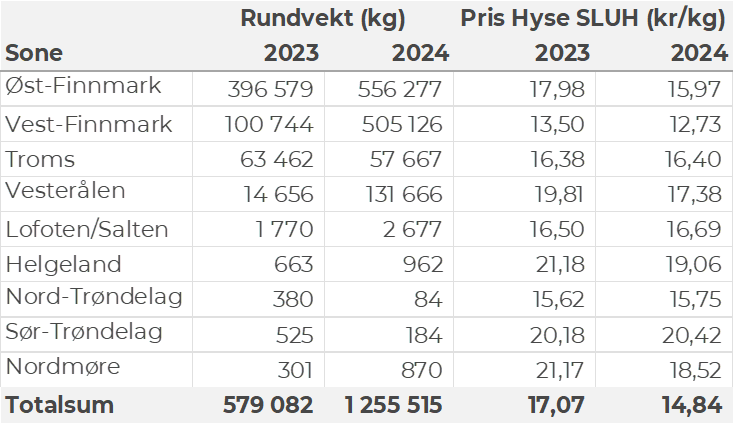 Rundvekt (kg) Pris Hyse SLUH (kr/kg)
Sone 2023 2024 2023 2024
Øst-Finnmark 396 579 556 277 17,98 15,97
Vest-Finnmark 100 744 505 126 13,50 12,73
Troms 63 462 57 667 16,38 16,40
Vesterålen 14 656 131 666 19,81 17,38
Lofoten/Salten 1 770 2 677 16,50 16,69
Helgeland 663 962 21,18 19,06
Nord-Trøndelag 380 84 15,62 15,75
Sør-Trøndelag 525 184 20,18 20,42
Nordmøre 301 870 21,17 18,52
Totalsum 579 082 1 255 515 17,07 14,84